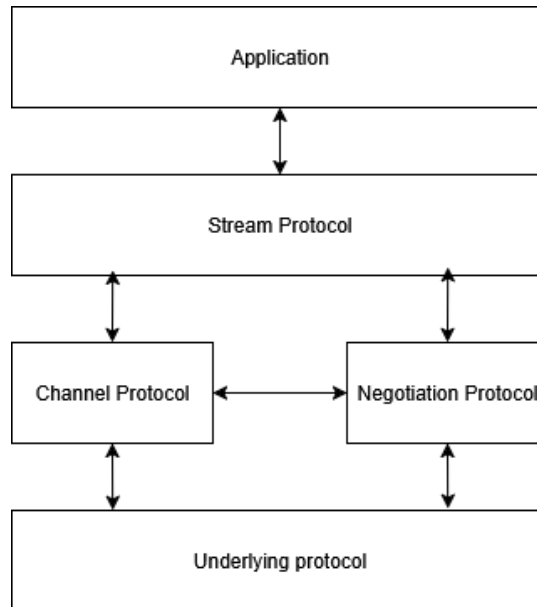 Application
Stream Protocol
Channel Protocol
Negotiation Protocol
Underlying protocol